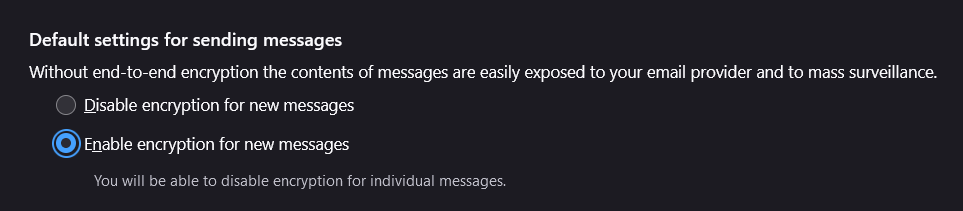 Default settings for sending messages
Without end-to-end encryption the contents of messages are easily exposed to your email provider and to mass surveillance.
Disable encryption for new messages
Enable encryption for new messages
You will be able to disable encryption for individual messages.